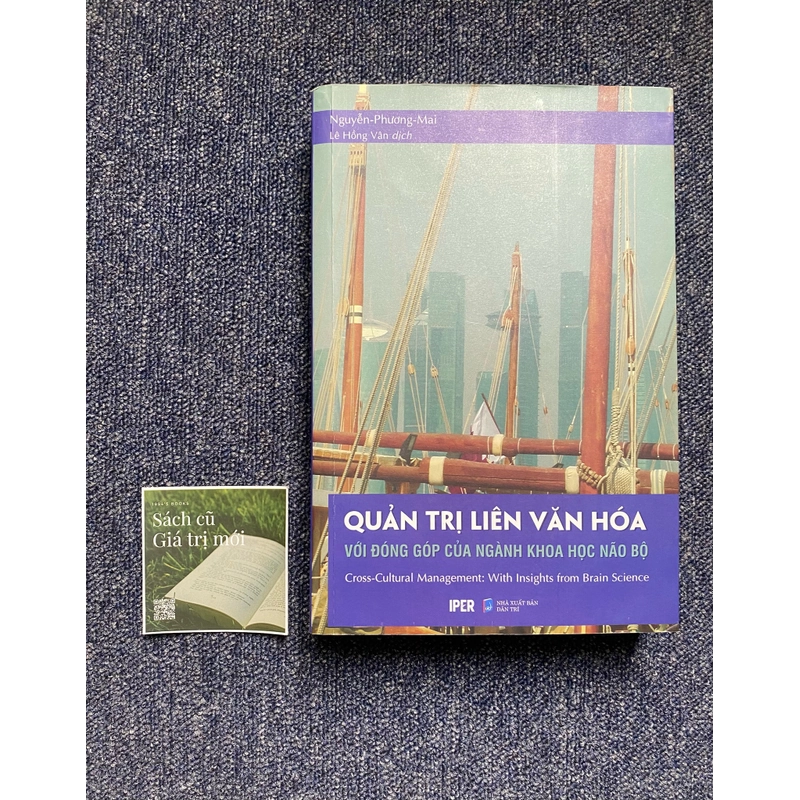 Nguyễn-Phương-Mai
Lê Hồng Vân dịch
QUẢN TRỊ LIÊN VĂN HÓA
VỚI ĐÓNG GÓP CỦA NGÀNH KHOA HỌC NÃO BỘ
Cross-Cultural Management: With Insights from Brain Science
IPER
NHÀ XUẤT BẢN
DÂN TRÍ
Sách cũ
Giá trị mới